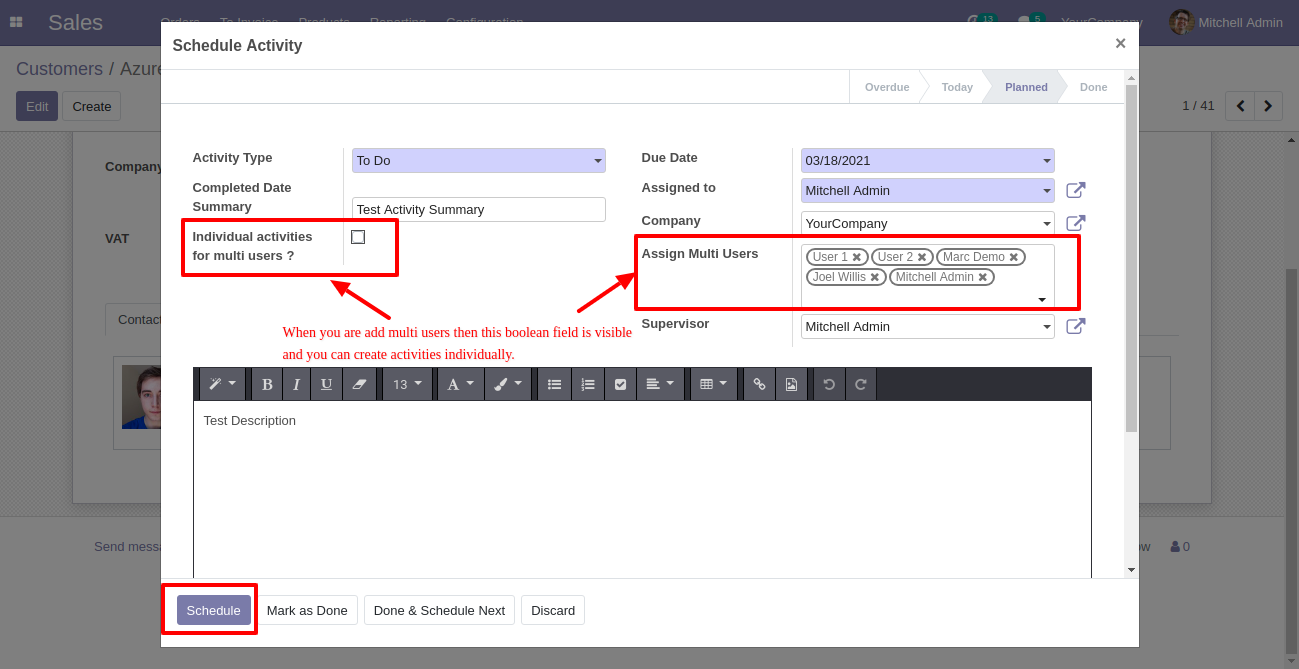 Sales
Orders To Invoice Products Reporting Configuration
13
5
YourCompany
Mitchell Admin
Customers / Azure
Edit
Create
1 / 41
Schedule Activity
×
Overdue
Today
Planned
Done
Company
VAT
Contac
Activity Type
To Do
Due Date
03/18/2021
Completed Date
Assigned to
Mitchell Admin
Summary
Test Activity Summary
Company
YourCompany
Individual activities
for multi users ?
Assign Multi Users
User 1 ✖ User 2 ✖ Marc Demo ✖
Joel Willis ✖ Mitchell Admin ✖
Supervisor
Mitchell Admin
When you are add multi users then this boolean field is visible
and you can create activities individually.
B I U 13 A
Test Description
Send messa
ow
0
Schedule
Mark as Done
Done & Schedule Next
Discard